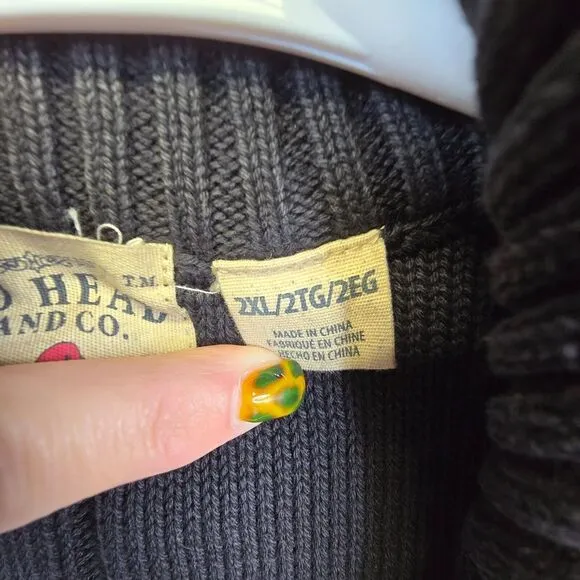 T.M.
HEAD
AND CO.
2XL/2TG/2EG
MADE IN CHINA
FABRIQUÉ EN CHINE
HECHO EN CHINA